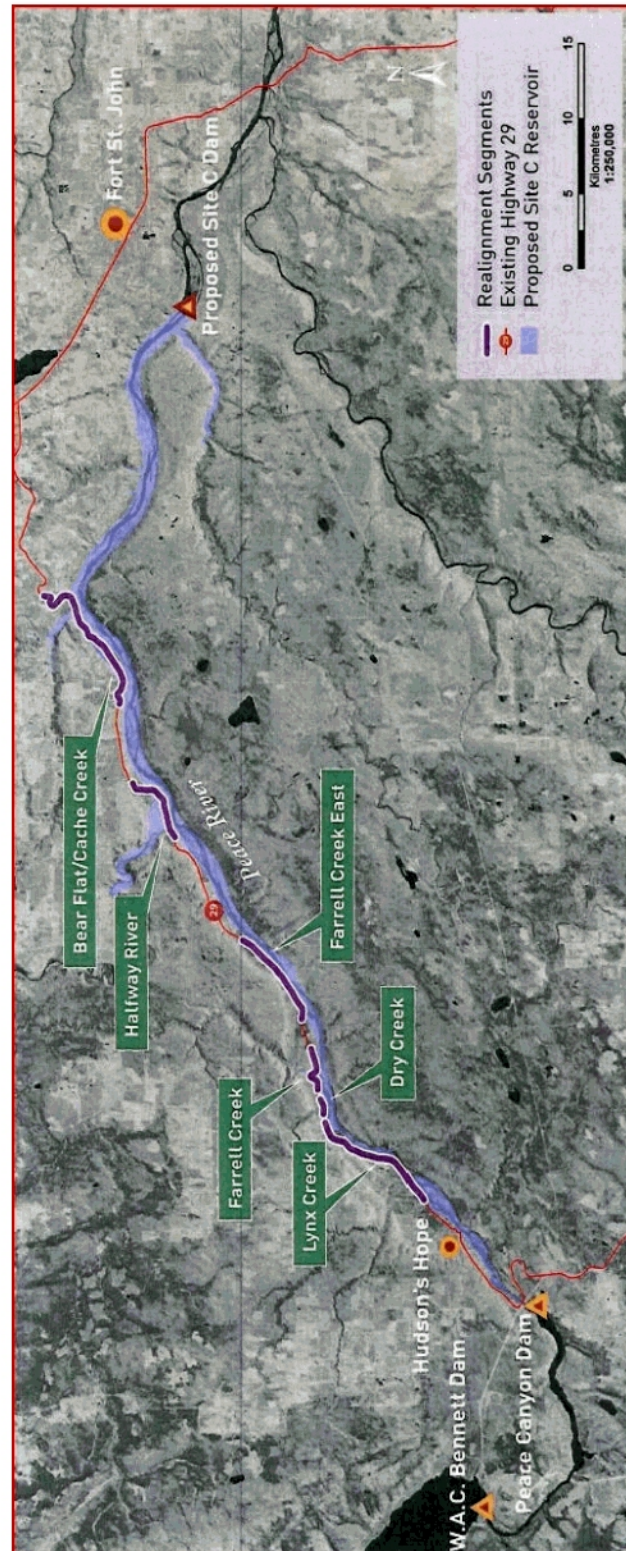 Fort St. John
Proposed Site C Dam
Bear Flat/Cache Creek
Halfway River
29
Peace River
Farrell Creek East
Farrell Creek
Dry Creek
Lynx Creek
Hudson's Hope
W.A.C. Bennett Dam
Peace Canyon Dam
N
Realignment Segments
29
Existing Highway 29
Proposed Site C Reservoir
0 5 10 15
Kilometres
1:250,000